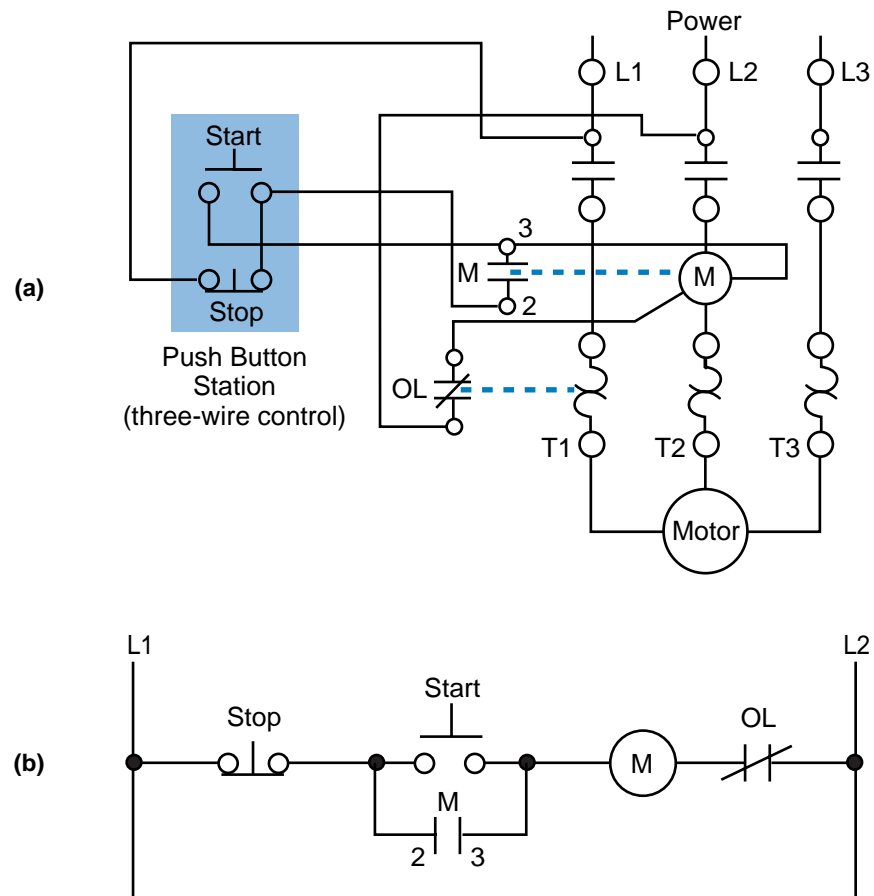 Power
L1
L2
L3
Start
3
M
M
(a)
2
Stop
Push Button
Station
(three-wire control)
OL
T1
T2
T3
Motor
L1
L2
Start
Stop
OL
(b)
M
M
2
3